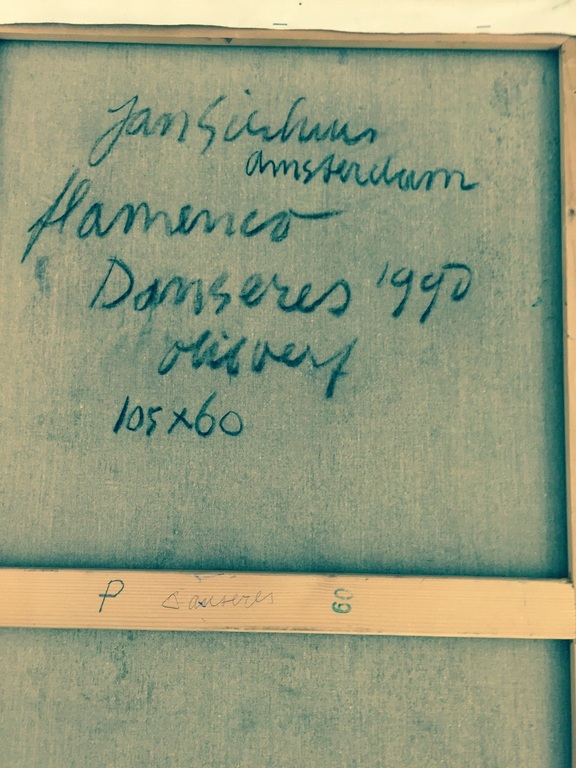 Jan Sierhuis
amsterdam
flamenco
Danseres 1990
olieverf
105x60
P danseres 60